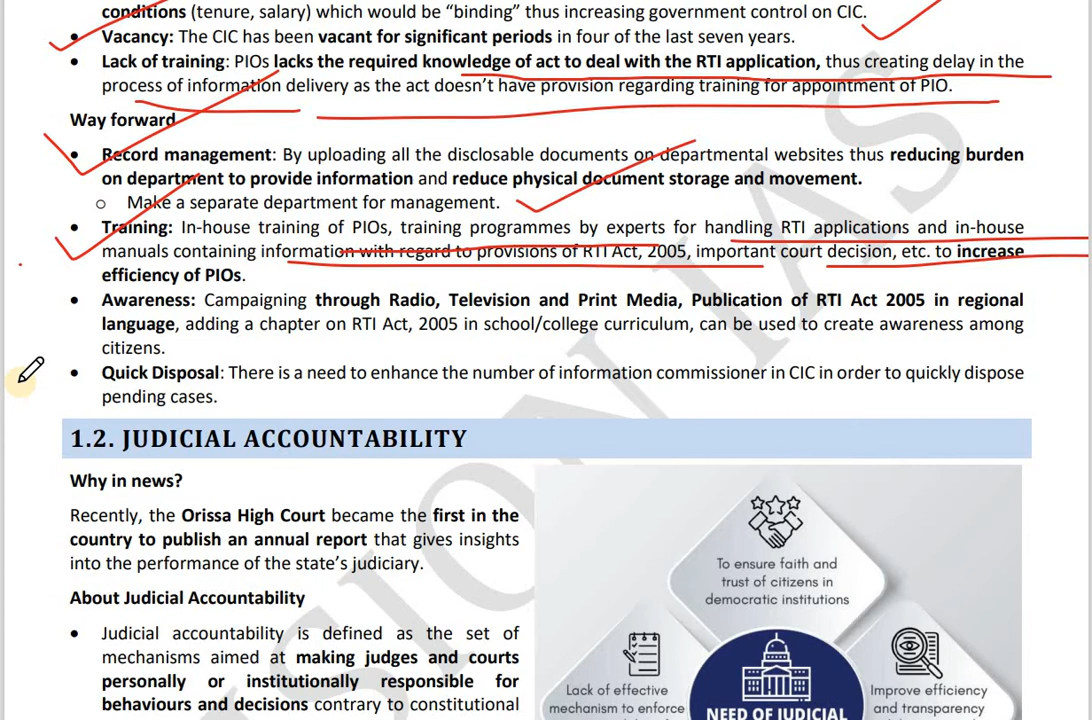 conditions (tenure, salary) which would be “binding” thus increasing government control on CIC.
• Vacancy: The CIC has been vacant for significant periods in four of the last seven years.
• Lack of training: PIOs lacks the required knowledge of act to deal with the RTI application, thus creating delay in the
process of information delivery as the act doesn’t have provision regarding training for appointment of PIO.
Way forward
• Record management: By uploading all the disclosable documents on departmental websites thus reducing burden
on department to provide information and reduce physical document storage and movement.
o Make a separate department for management.
• Training: In-house training of PIOs, training programmes by experts for handling RTI applications and in-house
manuals containing information with regard to provisions of RTI Act, 2005, important court decision, etc. to increase
efficiency of PIOs.
• Awareness: Campaigning through Radio, Television and Print Media, Publication of RTI Act 2005 in regional
language, adding a chapter on RTI Act, 2005 in school/college curriculum, can be used to create awareness among
citizens.
• Quick Disposal: There is a need to enhance the number of information commissioner in CIC in order to quickly dispose
pending cases.
1.2. JUDICIAL ACCOUNTABILITY
Why in news?
Recently, the Orissa High Court became the first in the
country to publish an annual report that gives insights
into the performance of the state’s judiciary.
About Judicial Accountability
• Judicial accountability is defined as the set of
mechanisms aimed at making judges and courts
personally or institutionally responsible for
behaviours and decisions contrary to constitutional
To ensure faith and
trust of citizens in
democratic institutions
Lack of effective
mechanism to enforce
Improve efficiency
and transparency
NEED OF JUDICIAL
VISION IAS